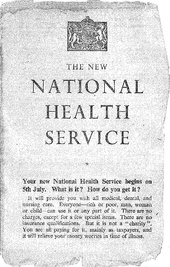 THE NEW
NATIONAL
HEALTH
SERVICE
Your new National Health Service begins on
5th July. What is it? How do you get it?
It will provide you with all medical, dental, and
nursing care. Everyone—rich or poor, man, woman
or child—can use it or any part of it. There are no
charges, except for a few special items. There are no
insurance qualifications. But it is not a "charity".
You are all paying for it, mainly as taxpayers, and
it will relieve your money worries in time of illness.